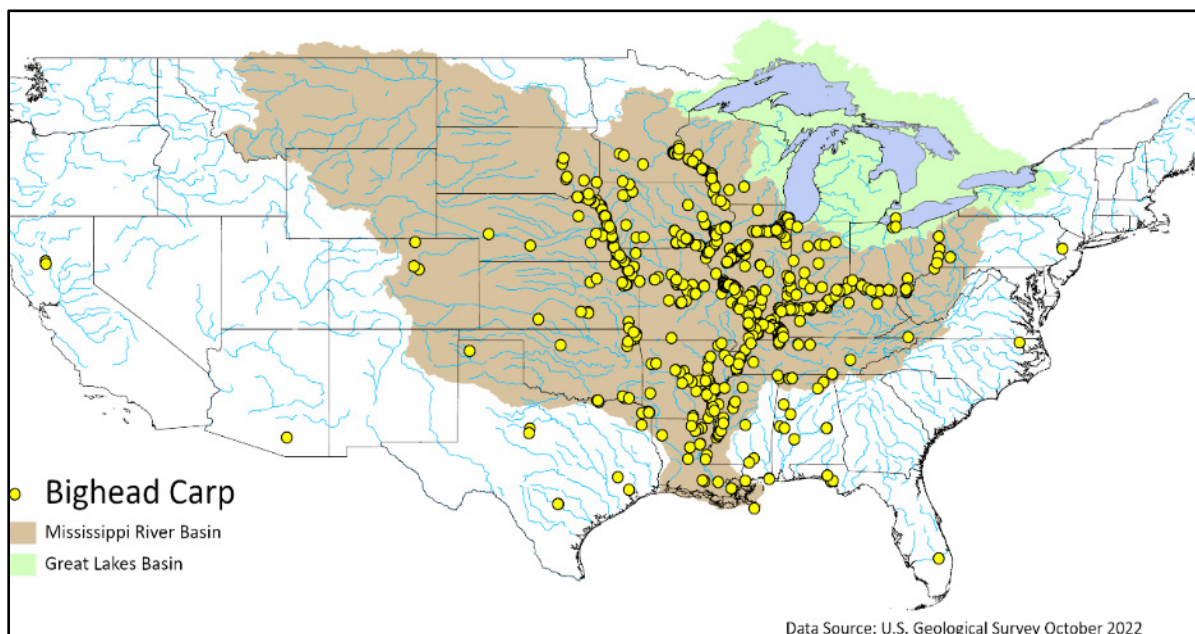 Bighead Carp
Mississippi River Basin
Great Lakes Basin
Data Source: U.S. Geological Survey October 2022